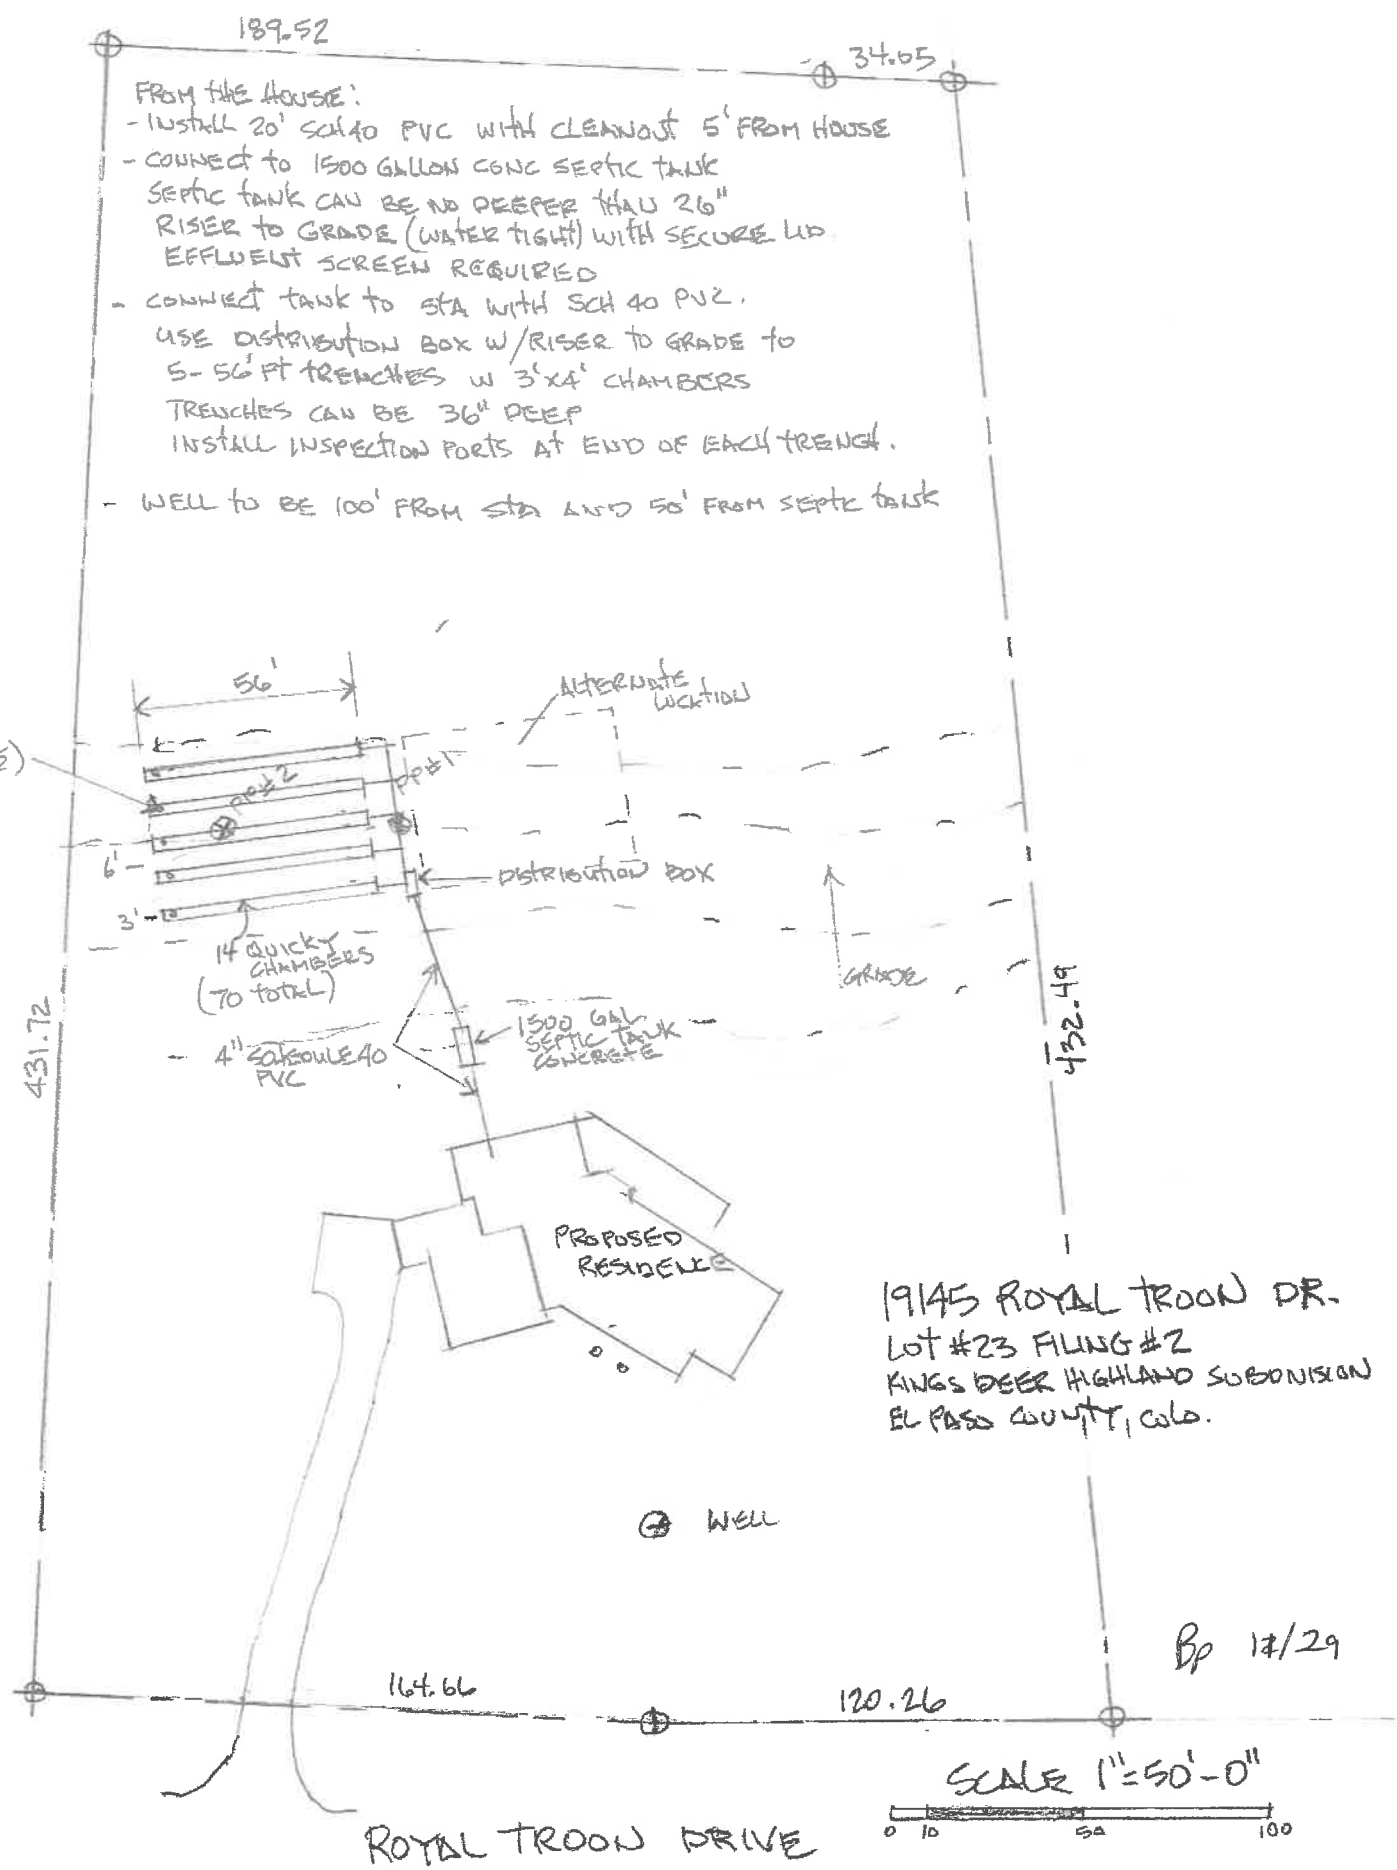 189.52
34.05
FROM THE HOUSE:
- INSTALL 20' SCH 40 PVC WITH CLEANOUT 5' FROM HOUSE
- CONNECT TO 1500 GALLON CONC SEPTIC TANK
SEPTIC TANK CAN BE NO DEEPER THAN 26"
RISER TO GRADE (WATER TIGHT) WITH SECURE LID
EFFLUENT SCREEN REQUIRED
- CONNECT TANK TO STA WITH SCH 40 PVC.
USE DISTRIBUTION BOX W/RISER TO GRADE TO
5-56' FT TRENCHES W 3'X4' CHAMBERS
TRENCHES CAN BE 36" DEEP
INSTALL INSPECTION PORTS AT END OF EACH TRENCH.
- WELL TO BE 100' FROM STA AND 50' FROM SEPTIC TANK
56'
ALTERNATE
LOCATION
PP#2
PP#1
6'
DISTRIBUTION BOX
3'
14 QUICKY
CHAMBERS
(70 TOTAL)
GRADE
431.72
432.49
4" SCHEDULE 40
PVC
1500 GAL
SEPTIC TANK
CONCRETE
PROPOSED
RESIDENCE
19145 ROYAL TROON DR.
LOT #23 FILING #2
KINGS DEER HIGHLAND SUBDIVISION
EL PASO COUNTY, COLO.
WELL
164.66
120.26
SCALE 1"=50'-0"
0 10 50 100
ROYAL TROON DRIVE